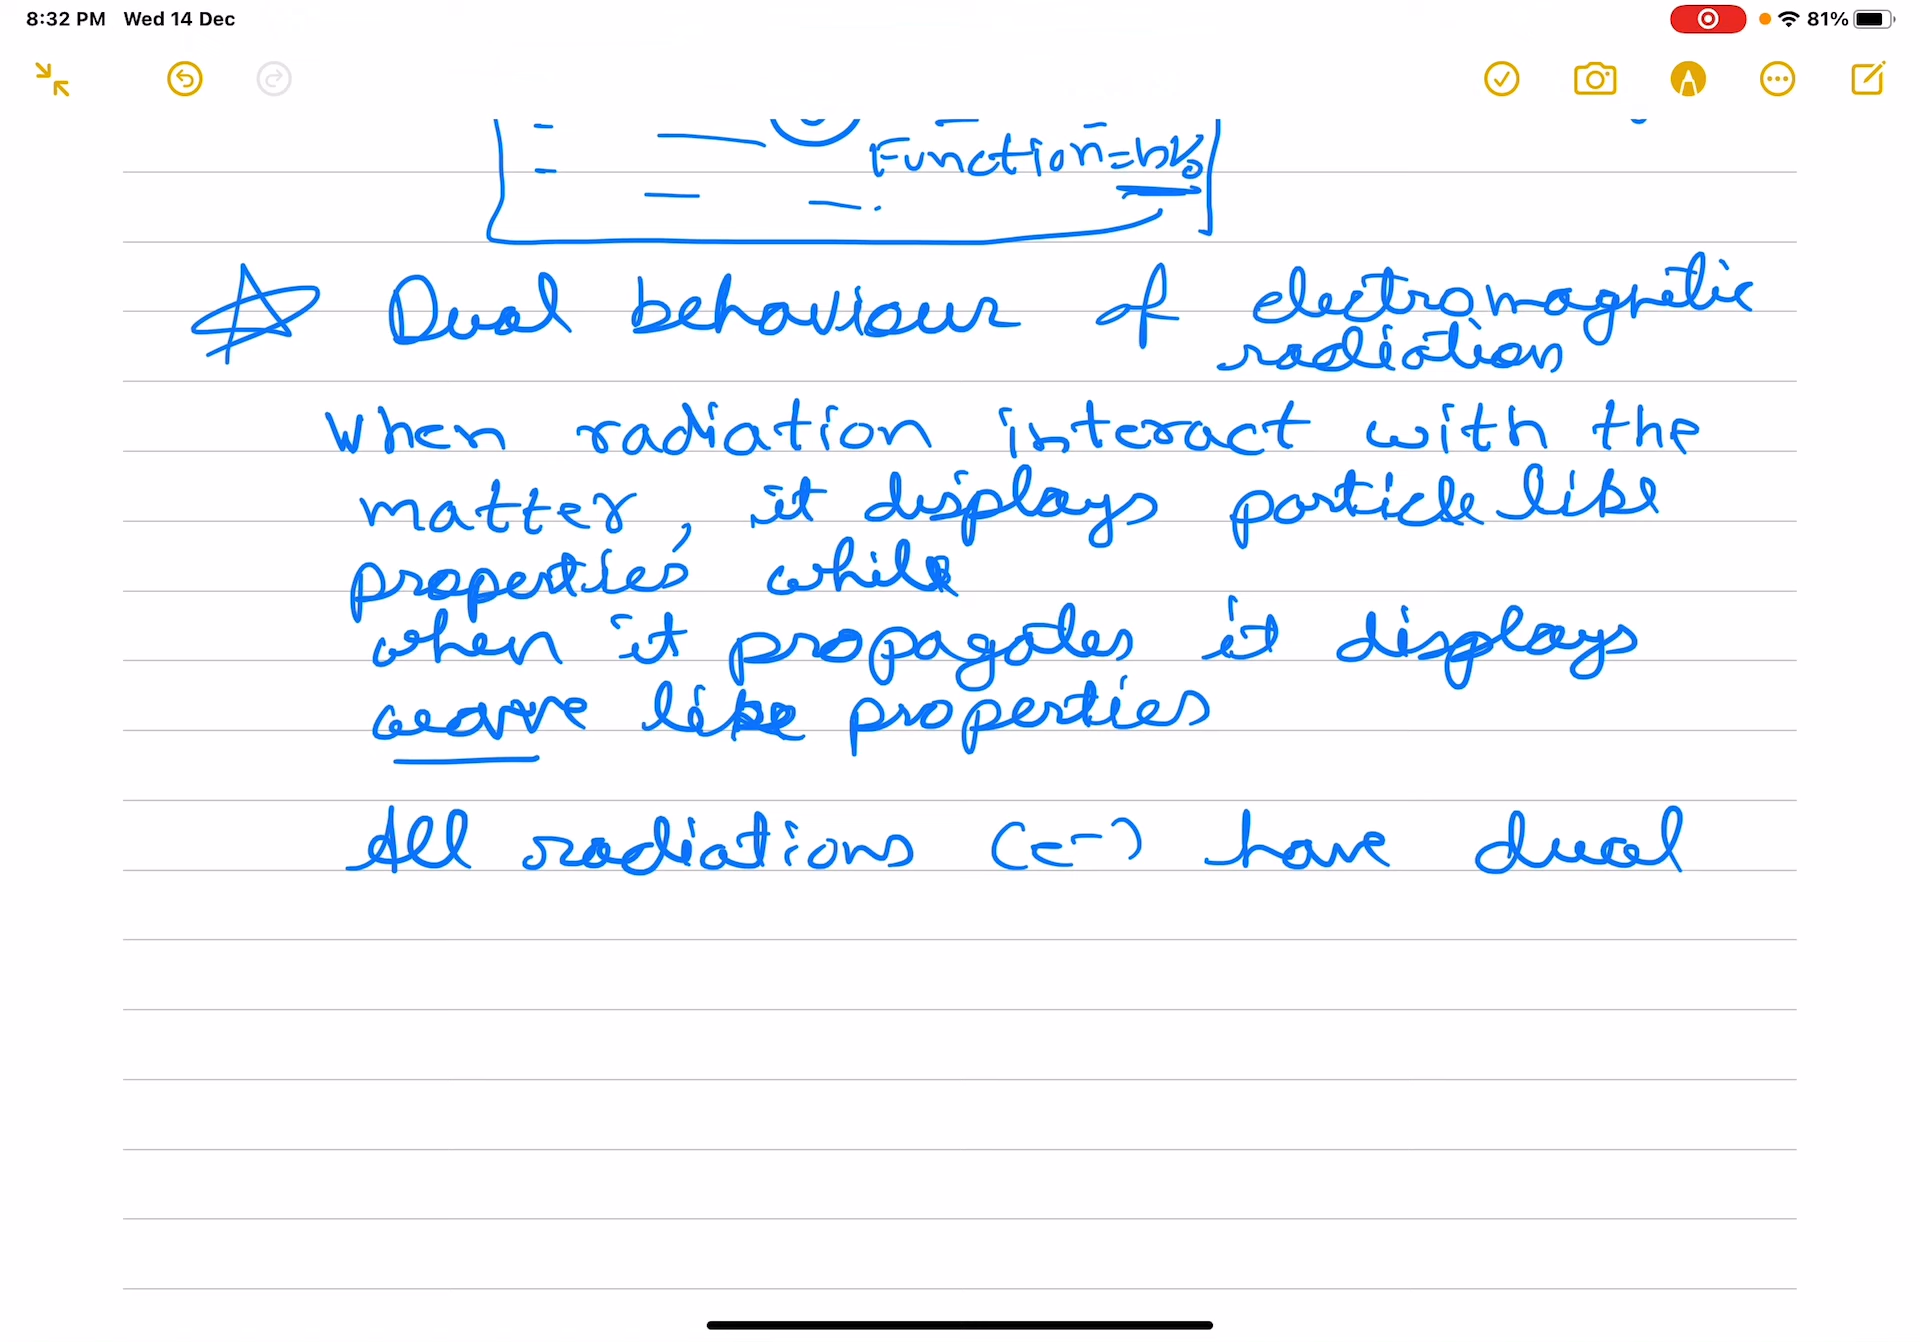 8:32 PM Wed 14 Dec
81%
Function = hν₀
Dual behaviour of electromagnetic
radiation
When radiation interact with the
matter, it displays particle like
properties while
when it propagates it displays
wave like properties
All radiations (e-) have dual